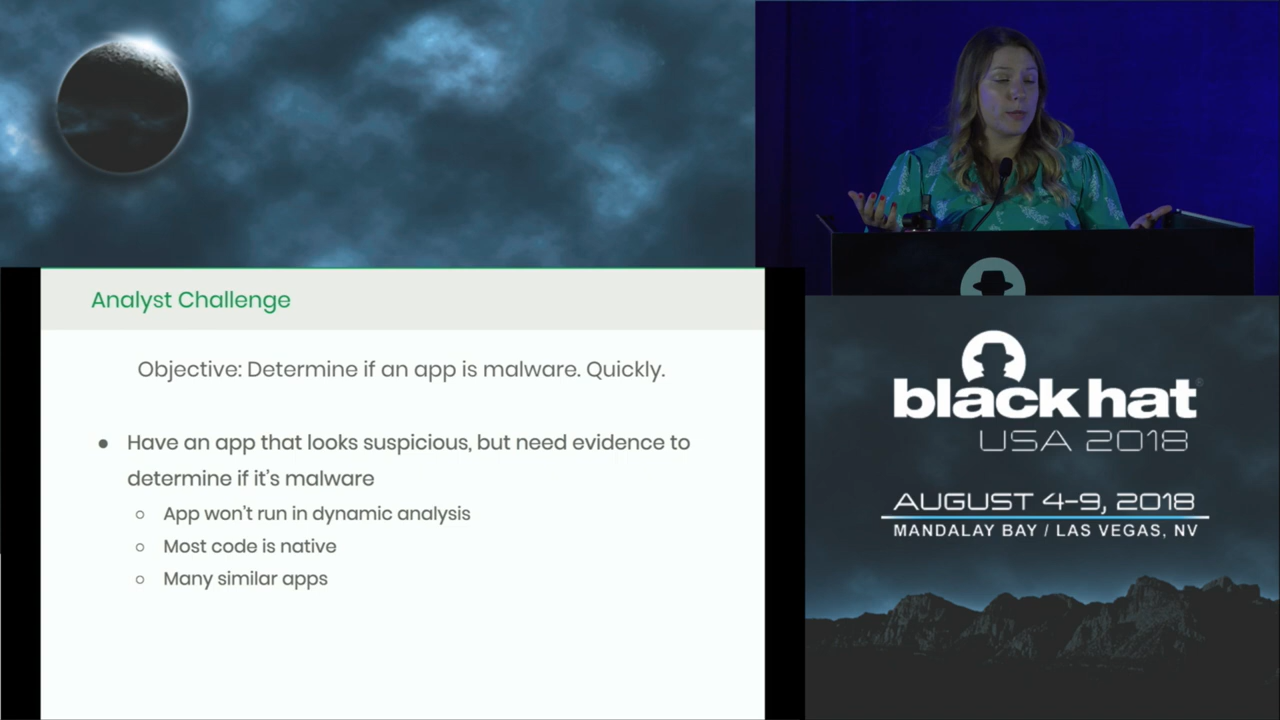 Analyst Challenge
Objective: Determine if an app is malware. Quickly.
● Have an app that looks suspicious, but need evidence to
determine if it's malware
○ App won't run in dynamic analysis
○ Most code is native
○ Many similar apps
black hat®
USA 2018
AUGUST 4-9, 2018
MANDALAY BAY / LAS VEGAS, NV